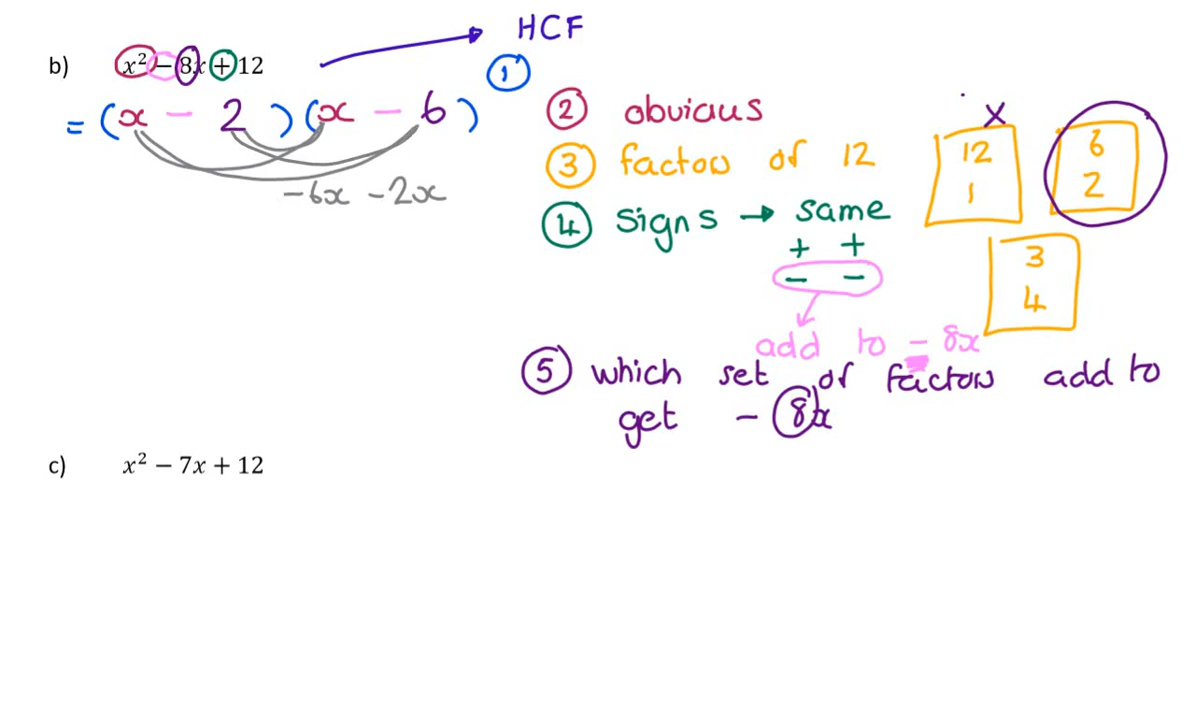 HCF
b) x² − 8x + 12
①
= (x − 2)(x − 6)
② obvious
③ factors of 12
×
12
1
6
2
−6x −2x
④ signs → same
+ +
− −
3
4
add to − 8x
⑤ which set of factors add to
get − 8x
c) x² − 7x + 12